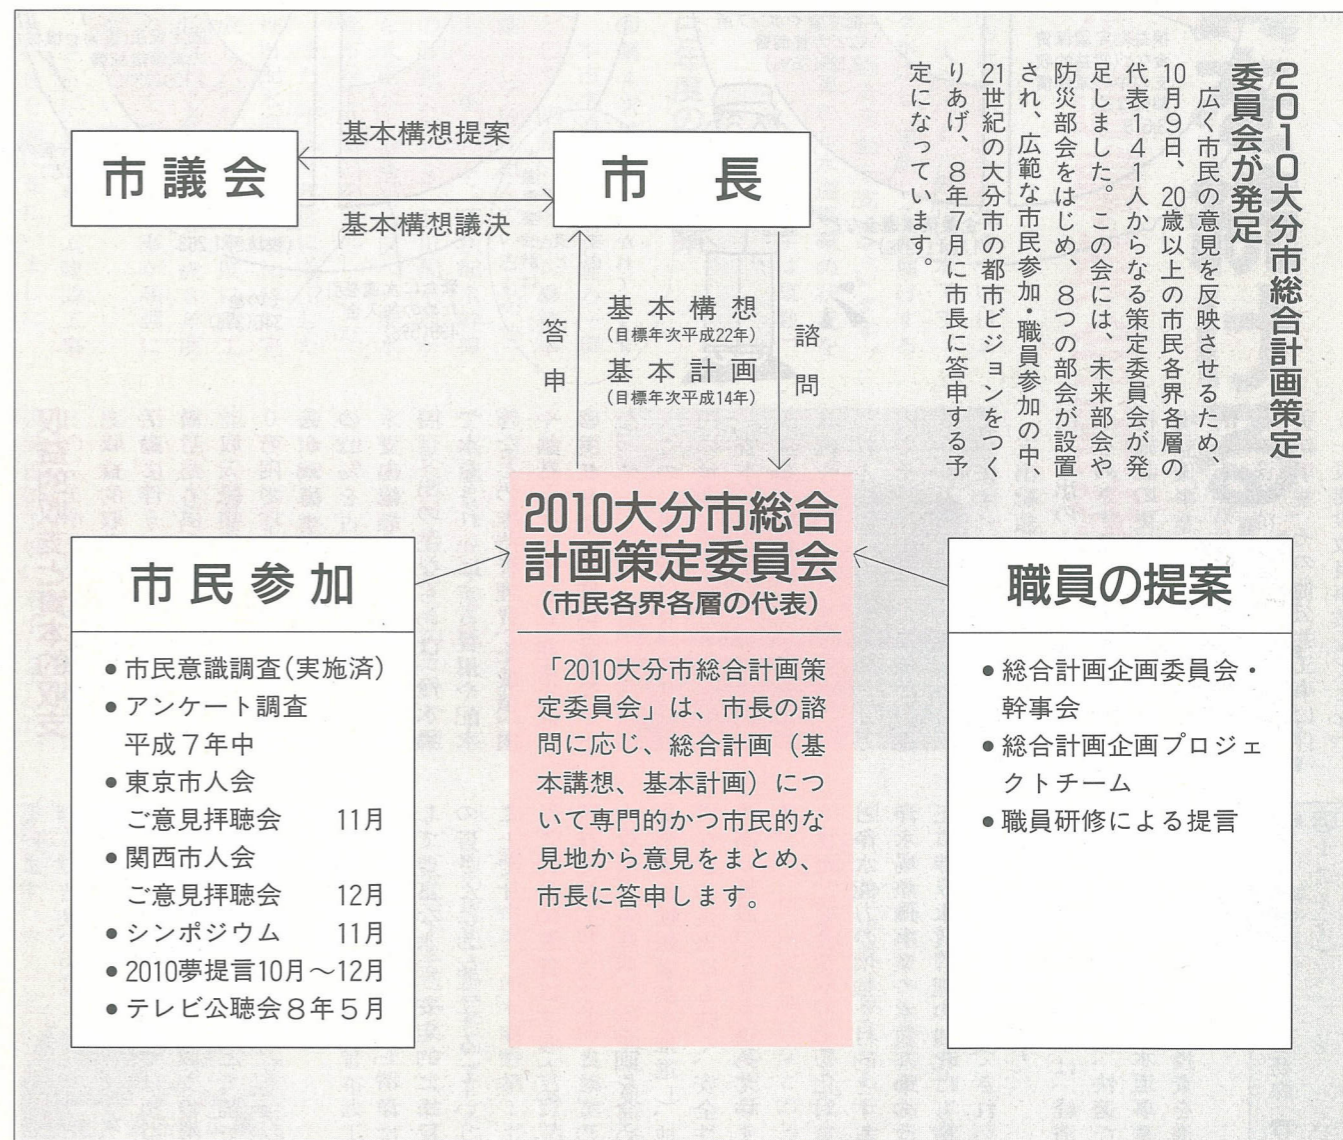 2010大分市総合計画策定
委員会が発足
広く市民の意見を反映させるため、
10月9日、20歳以上の市民各界各層の
代表141人からなる策定委員会が発
足しました。この会には、未来部会や
防災部会をはじめ、8つの部会が設置
され、広範な市民参加・職員参加の中、
21世紀の大分市の都市ビジョンをつく
りあげ、8年7月に市長に答申する予
定になっています。
市議会
基本構想提案
基本構想議決
市長
答申
基本構想
(目標年次平成22年)
基本計画
(目標年次平成14年)
諮問
市民参加
●市民意識調査(実施済)
●アンケート調査
平成7年中
●東京市人会
ご意見拝聴会 11月
●関西市人会
ご意見拝聴会 12月
●シンポジウム 11月
●2010夢提言10月～12月
●テレビ公聴会8年5月
2010大分市総合
計画策定委員会
(市民各界各層の代表)
「2010大分市総合計画策
定委員会」は、市長の諮
問に応じ、総合計画(基
本講想、基本計画)につ
いて専門的かつ市民的な
見地から意見をまとめ、
市長に答申します。
職員の提案
●総合計画企画委員会・
幹事会
●総合計画企画プロジェ
クトチーム
●職員研修による提言